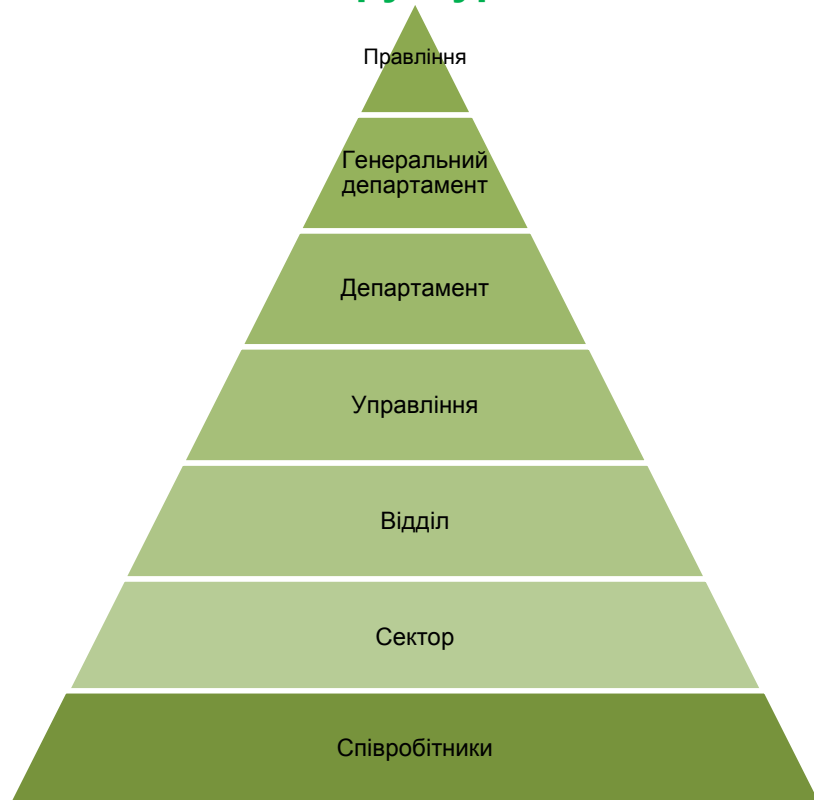 Правління
Генеральний
департамент
Департамент
Управління
Відділ
Сектор
Співробітники